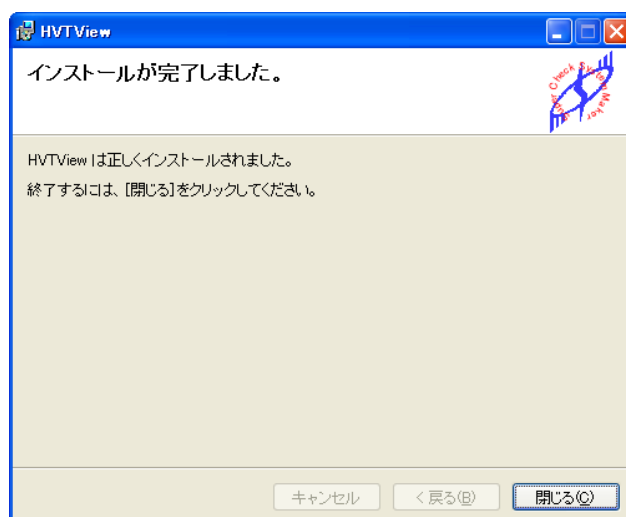 HVTView
インストールが完了しました。
Check System Maker
HVTView は正しくインストールされました。
終了するには、[閉じる]をクリックしてください。
キャンセル
< 戻る(B)
閉じる(C)